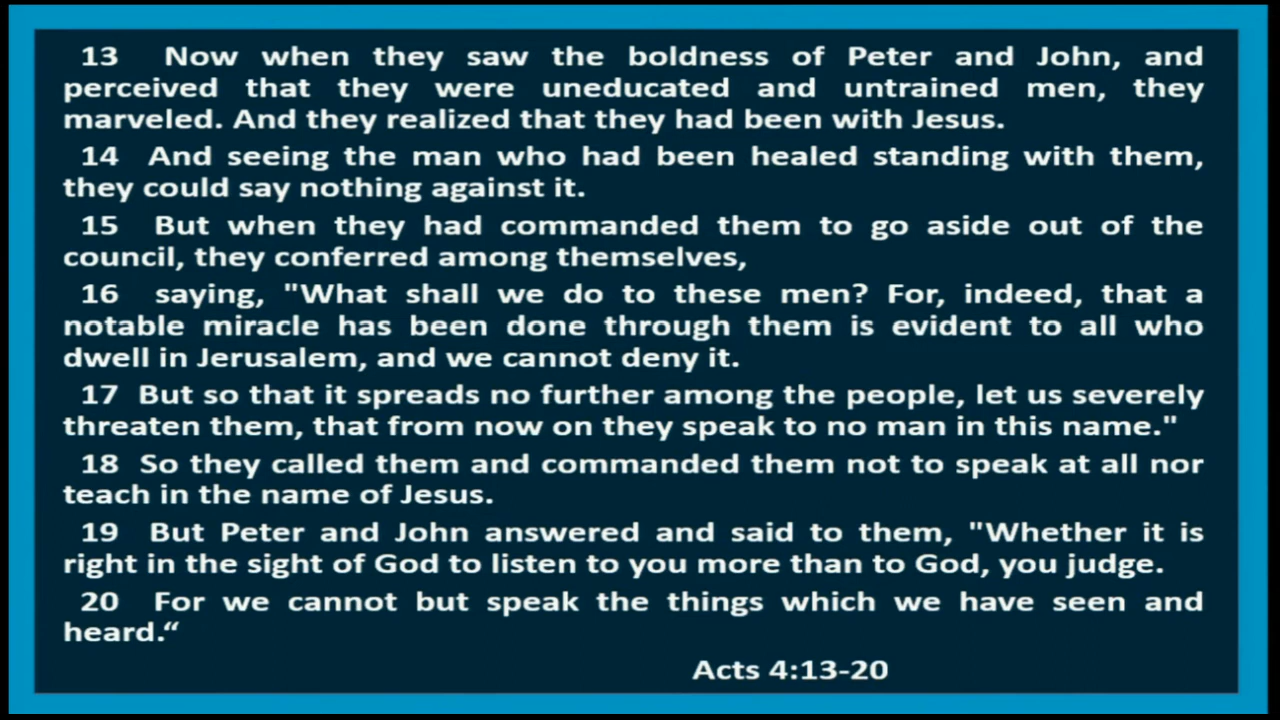 13 Now when they saw the boldness of Peter and John, and
perceived that they were uneducated and untrained men, they
marveled. And they realized that they had been with Jesus.
14 And seeing the man who had been healed standing with them,
they could say nothing against it.
15 But when they had commanded them to go aside out of the
council, they conferred among themselves,
16 saying, "What shall we do to these men? For, indeed, that a
notable miracle has been done through them is evident to all who
dwell in Jerusalem, and we cannot deny it.
17 But so that it spreads no further among the people, let us severely
threaten them, that from now on they speak to no man in this name."
18 So they called them and commanded them not to speak at all nor
teach in the name of Jesus.
19 But Peter and John answered and said to them, "Whether it is
right in the sight of God to listen to you more than to God, you judge.
20 For we cannot but speak the things which we have seen and
heard.“
Acts 4:13-20